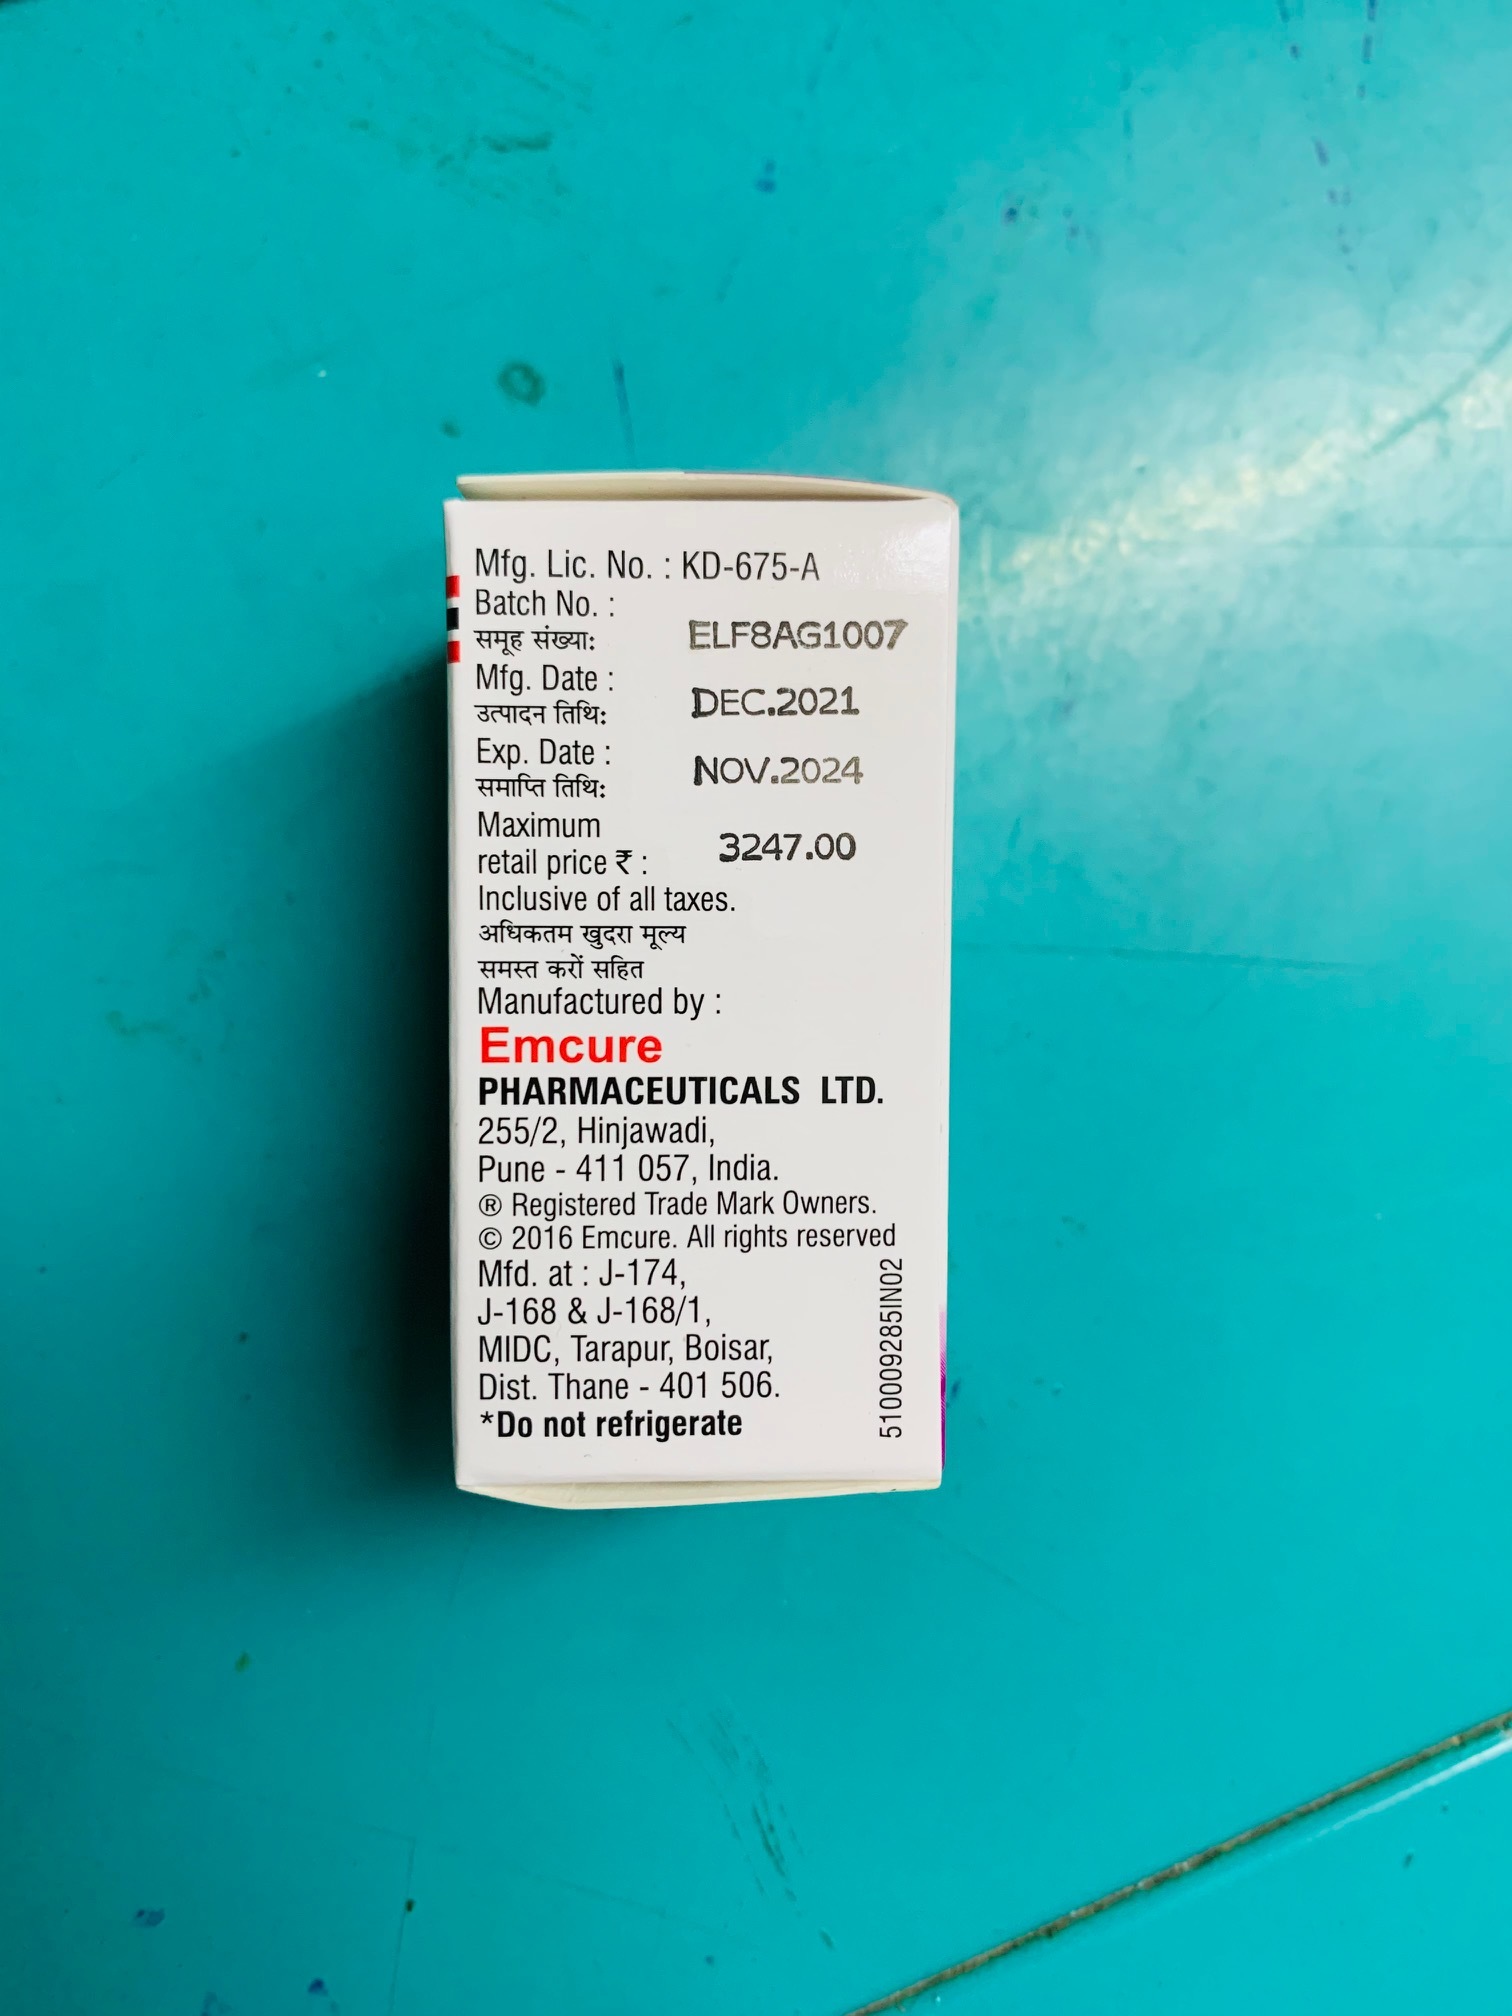 Mfg. Lic. No. : KD-675-A
Batch No. :
समूह संख्या: ELF8AG1007
Mfg. Date :
उत्पादन तिथि: DEC.2021
Exp. Date :
समाप्ति तिथि: NOV.2024
Maximum
retail price ₹ : 3247.00
Inclusive of all taxes.
अधिकतम खुदरा मूल्य
समस्त करों सहित
Manufactured by :
Emcure
PHARMACEUTICALS LTD.
255/2, Hinjawadi,
Pune - 411 057, India.
® Registered Trade Mark Owners.
© 2016 Emcure. All rights reserved
Mfd. at : J-174,
J-168 & J-168/1,
MIDC, Tarapur, Boisar,
Dist. Thane - 401 506.
*Do not refrigerate
510009285IN02